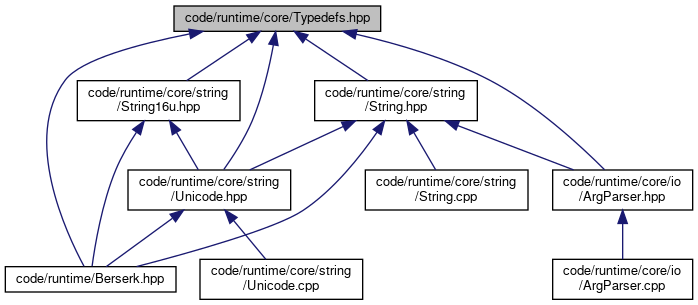 code/runtime/core/Typedefs.hpp
code/runtime/core/string
/String16u.hpp
code/runtime/core/string
/String.hpp
code/runtime/core/string
/Unicode.hpp
code/runtime/core/string
/String.cpp
code/runtime/core/io
/ArgParser.hpp
code/runtime/Berserk.hpp
code/runtime/core/string
/Unicode.cpp
code/runtime/core/io
/ArgParser.cpp